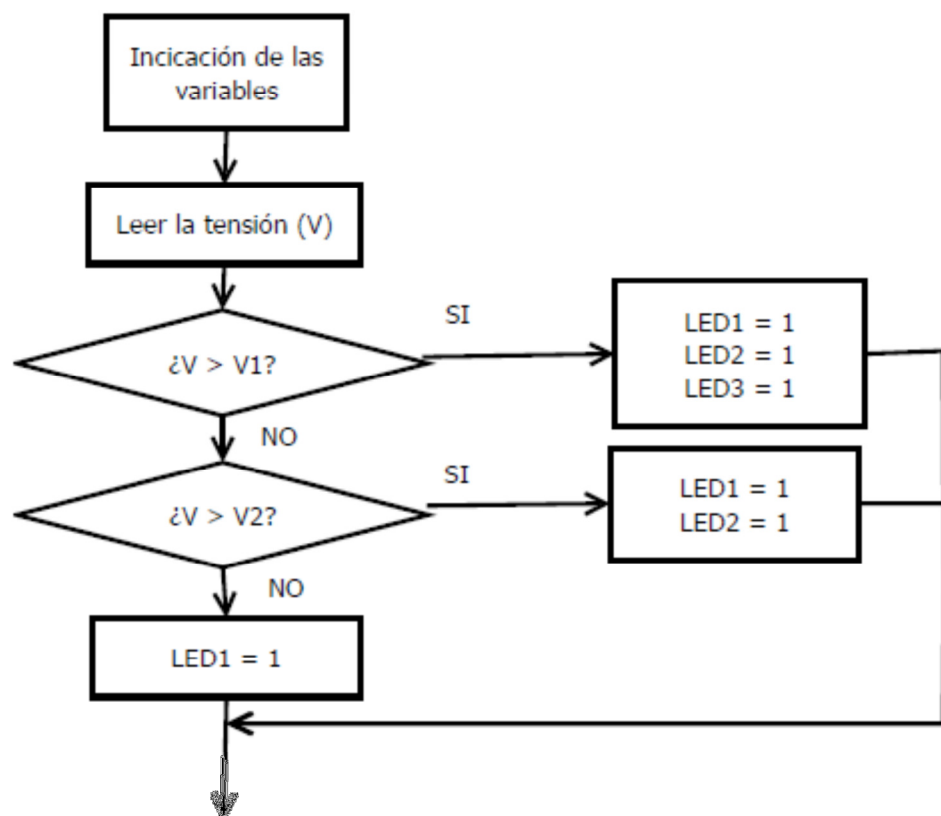 Incicación de las
variables
Leer la tensión (V)
¿V > V1?
SI
LED1 = 1
LED2 = 1
LED3 = 1
NO
¿V > V2?
SI
LED1 = 1
LED2 = 1
NO
LED1 = 1